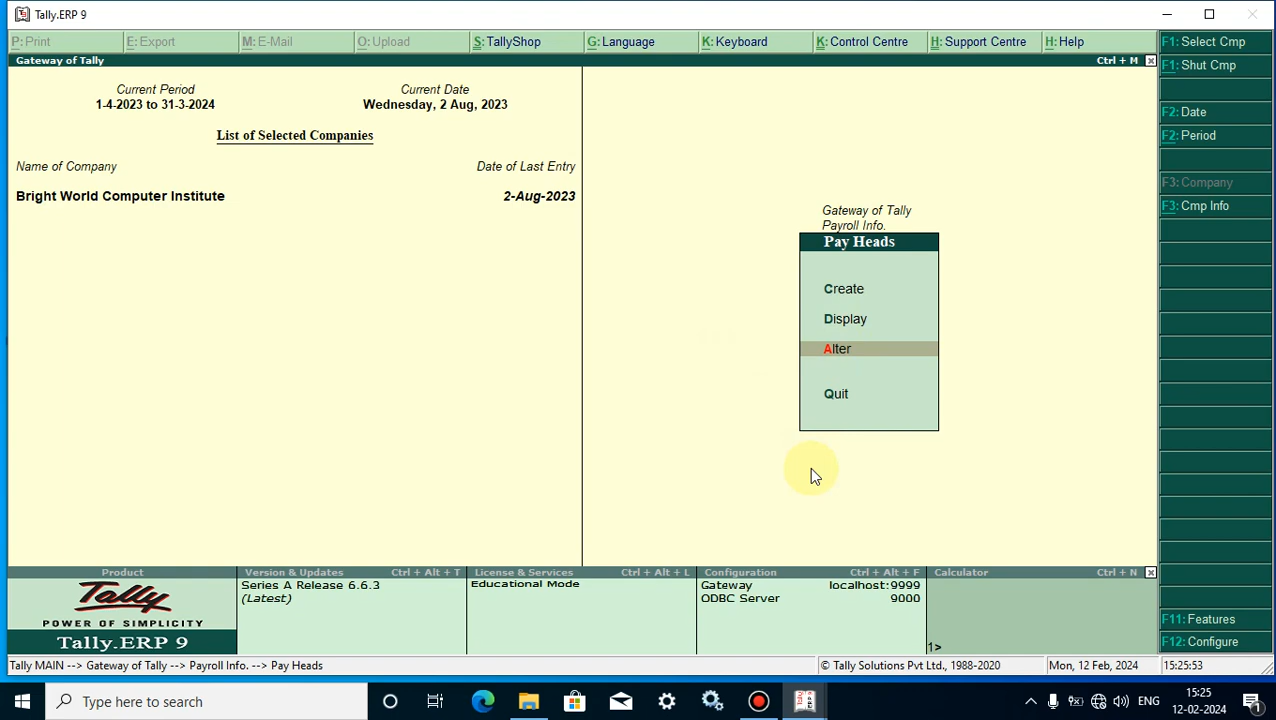 Tally.ERP 9
P: Print
E: Export
M: E-Mail
O: Upload
S: TallyShop
G: Language
K: Keyboard
K: Control Centre
H: Support Centre
H: Help
F1: Select Cmp
Gateway of Tally
Ctrl + M
F1: Shut Cmp
Current Period
1-4-2023 to 31-3-2024
Current Date
Wednesday, 2 Aug, 2023
List of Selected Companies
Name of Company
Date of Last Entry
Bright World Computer Institute
2-Aug-2023
F2: Date
F2: Period
F3: Company
F3: Cmp Info
Gateway of Tally
Payroll Info.
Pay Heads
Create
Display
Alter
Quit
Product
Version & Updates
Ctrl + Alt + T
License & Services
Ctrl + Alt + L
Configuration
Ctrl + Alt + F
Calculator
Ctrl + N
Tally
POWER OF SIMPLICITY
Tally.ERP 9
Series A Release 6.6.3
(Latest)
Educational Mode
Gateway
localhost:9999
ODBC Server
9000
1>
F11: Features
F12: Configure
Tally MAIN --> Gateway of Tally --> Payroll Info. --> Pay Heads
© Tally Solutions Pvt Ltd., 1988-2020
Mon, 12 Feb, 2024
15:25:53
Type here to search
ENG
15:25
12-02-2024
1